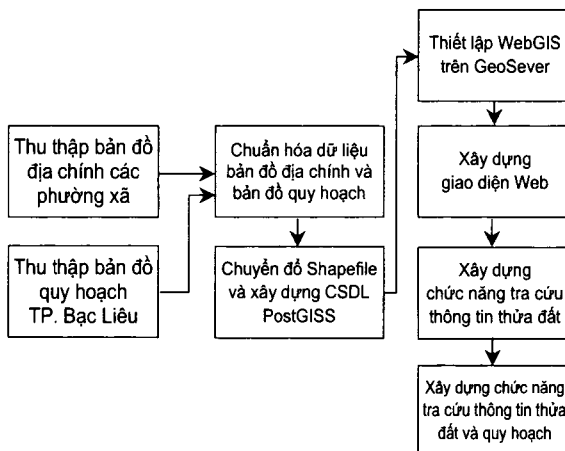 Thu thập bản đồ
địa chính các
phường xã
Thu thập bản đồ
quy hoạch
TP. Bạc Liêu
Chuẩn hóa dữ liệu
bản đồ địa chính và
bản đồ quy hoạch
Chuyển đổ Shapefile
và xây dựng CSDL
PostGISS
Thiết lập WebGIS
trên GeoSever
Xây dựng
giao diện Web
Xây dựng
chức năng tra cứu
thông tin thửa đất
Xây dựng chức năng
tra cứu thông tin thửa
đất và quy hoạch